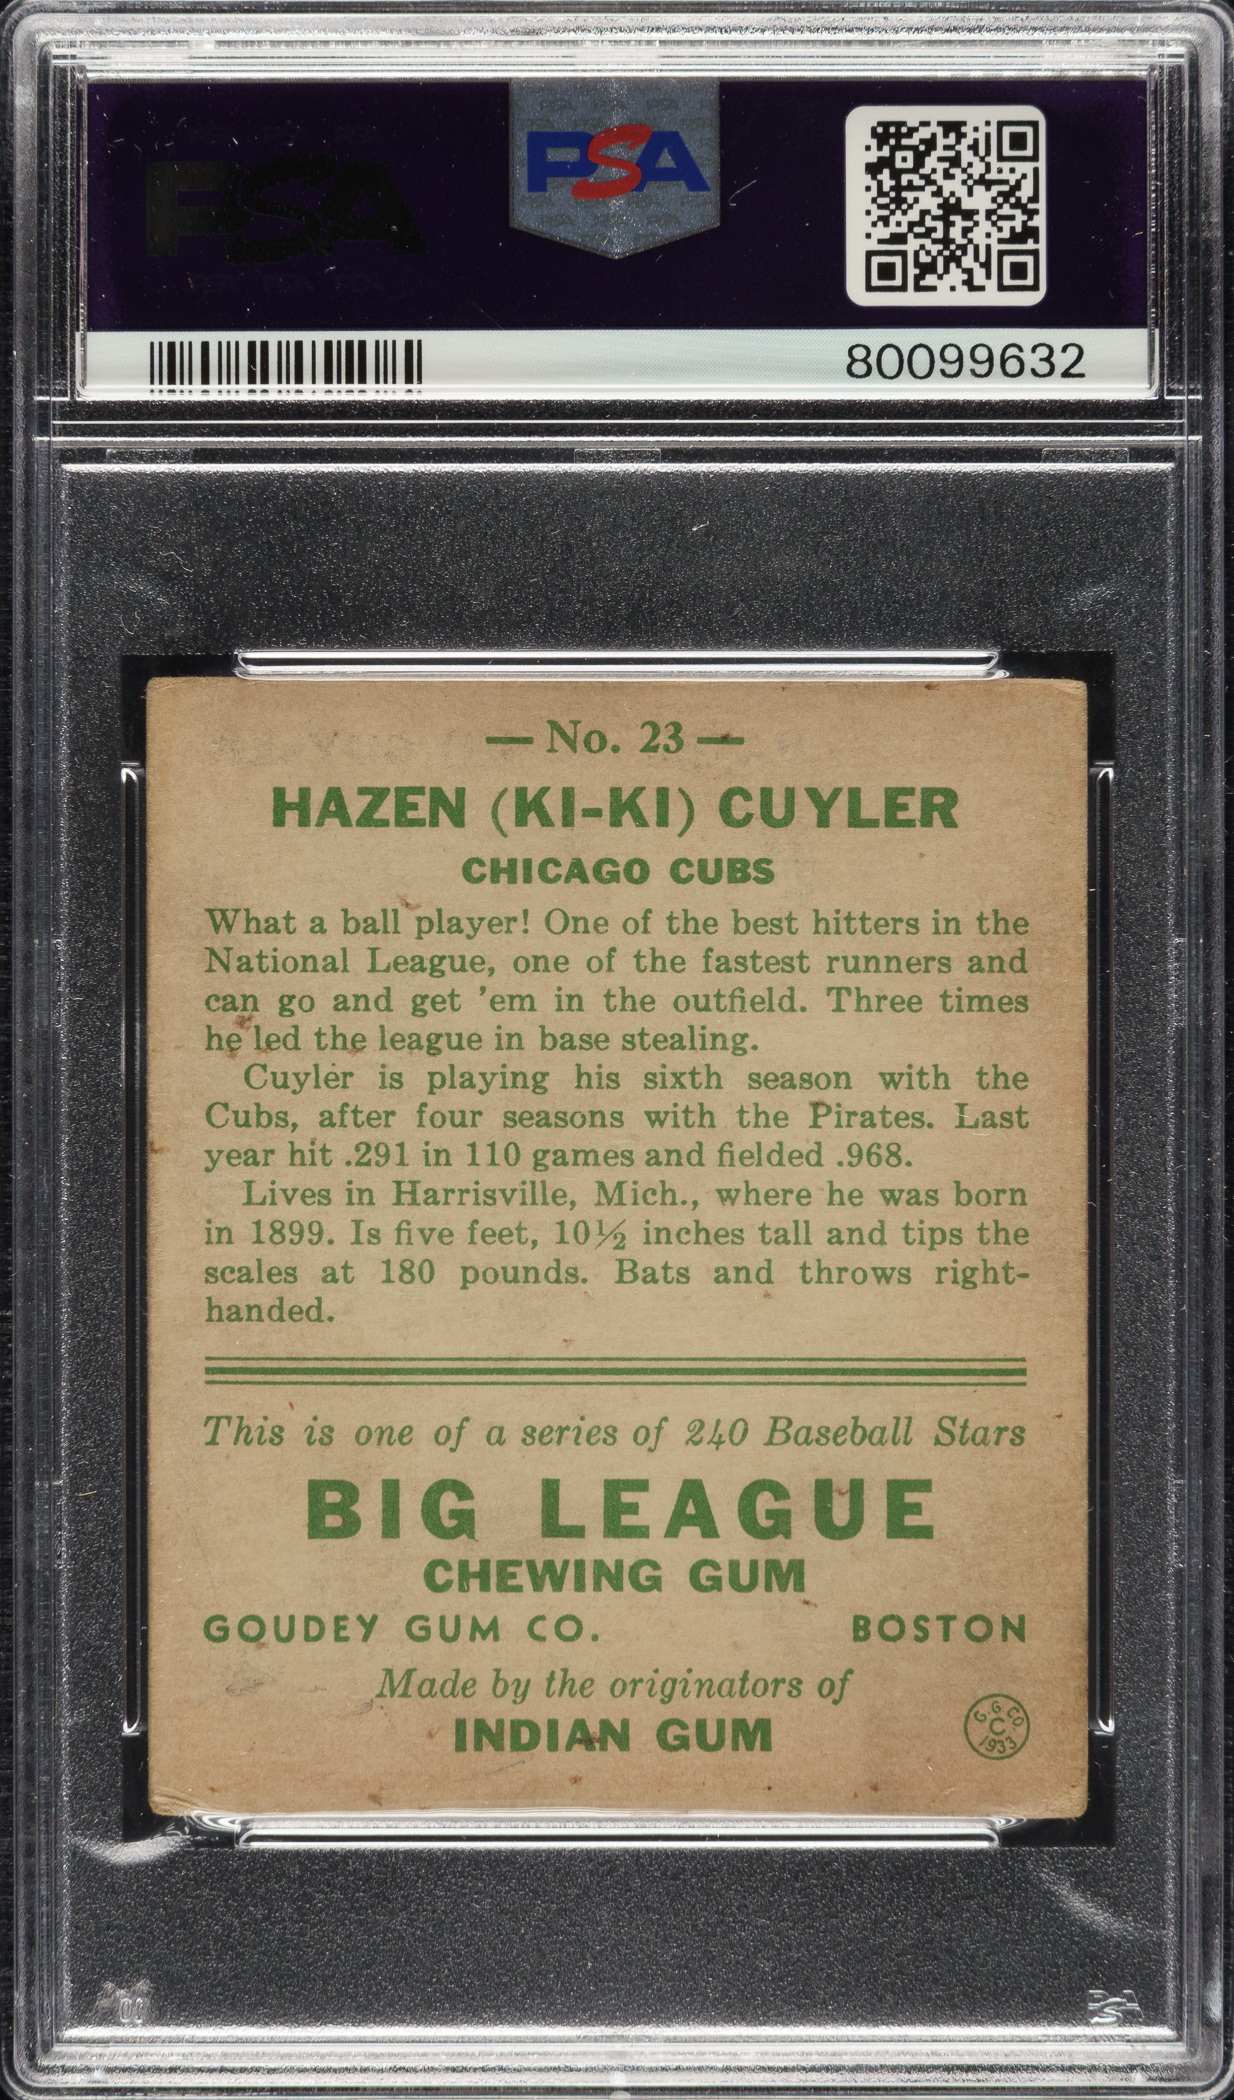 PSA
PSA
80099632
— No. 23 —
HAZEN (KI-KI) CUYLER
CHICAGO CUBS
What a ball player! One of the best hitters in the
National League, one of the fastest runners and
can go and get 'em in the outfield. Three times
he led the league in base stealing.
Cuyler is playing his sixth season with the
Cubs, after four seasons with the Pirates. Last
year hit .291 in 110 games and fielded .968.
Lives in Harrisville, Mich., where he was born
in 1899. Is five feet, 10½ inches tall and tips the
scales at 180 pounds. Bats and throws right-
handed.
This is one of a series of 240 Baseball Stars
BIG LEAGUE
CHEWING GUM
GOUDEY GUM CO. BOSTON
Made by the originators of
INDIAN GUM
G. G. CO.
C.
1933
PSA